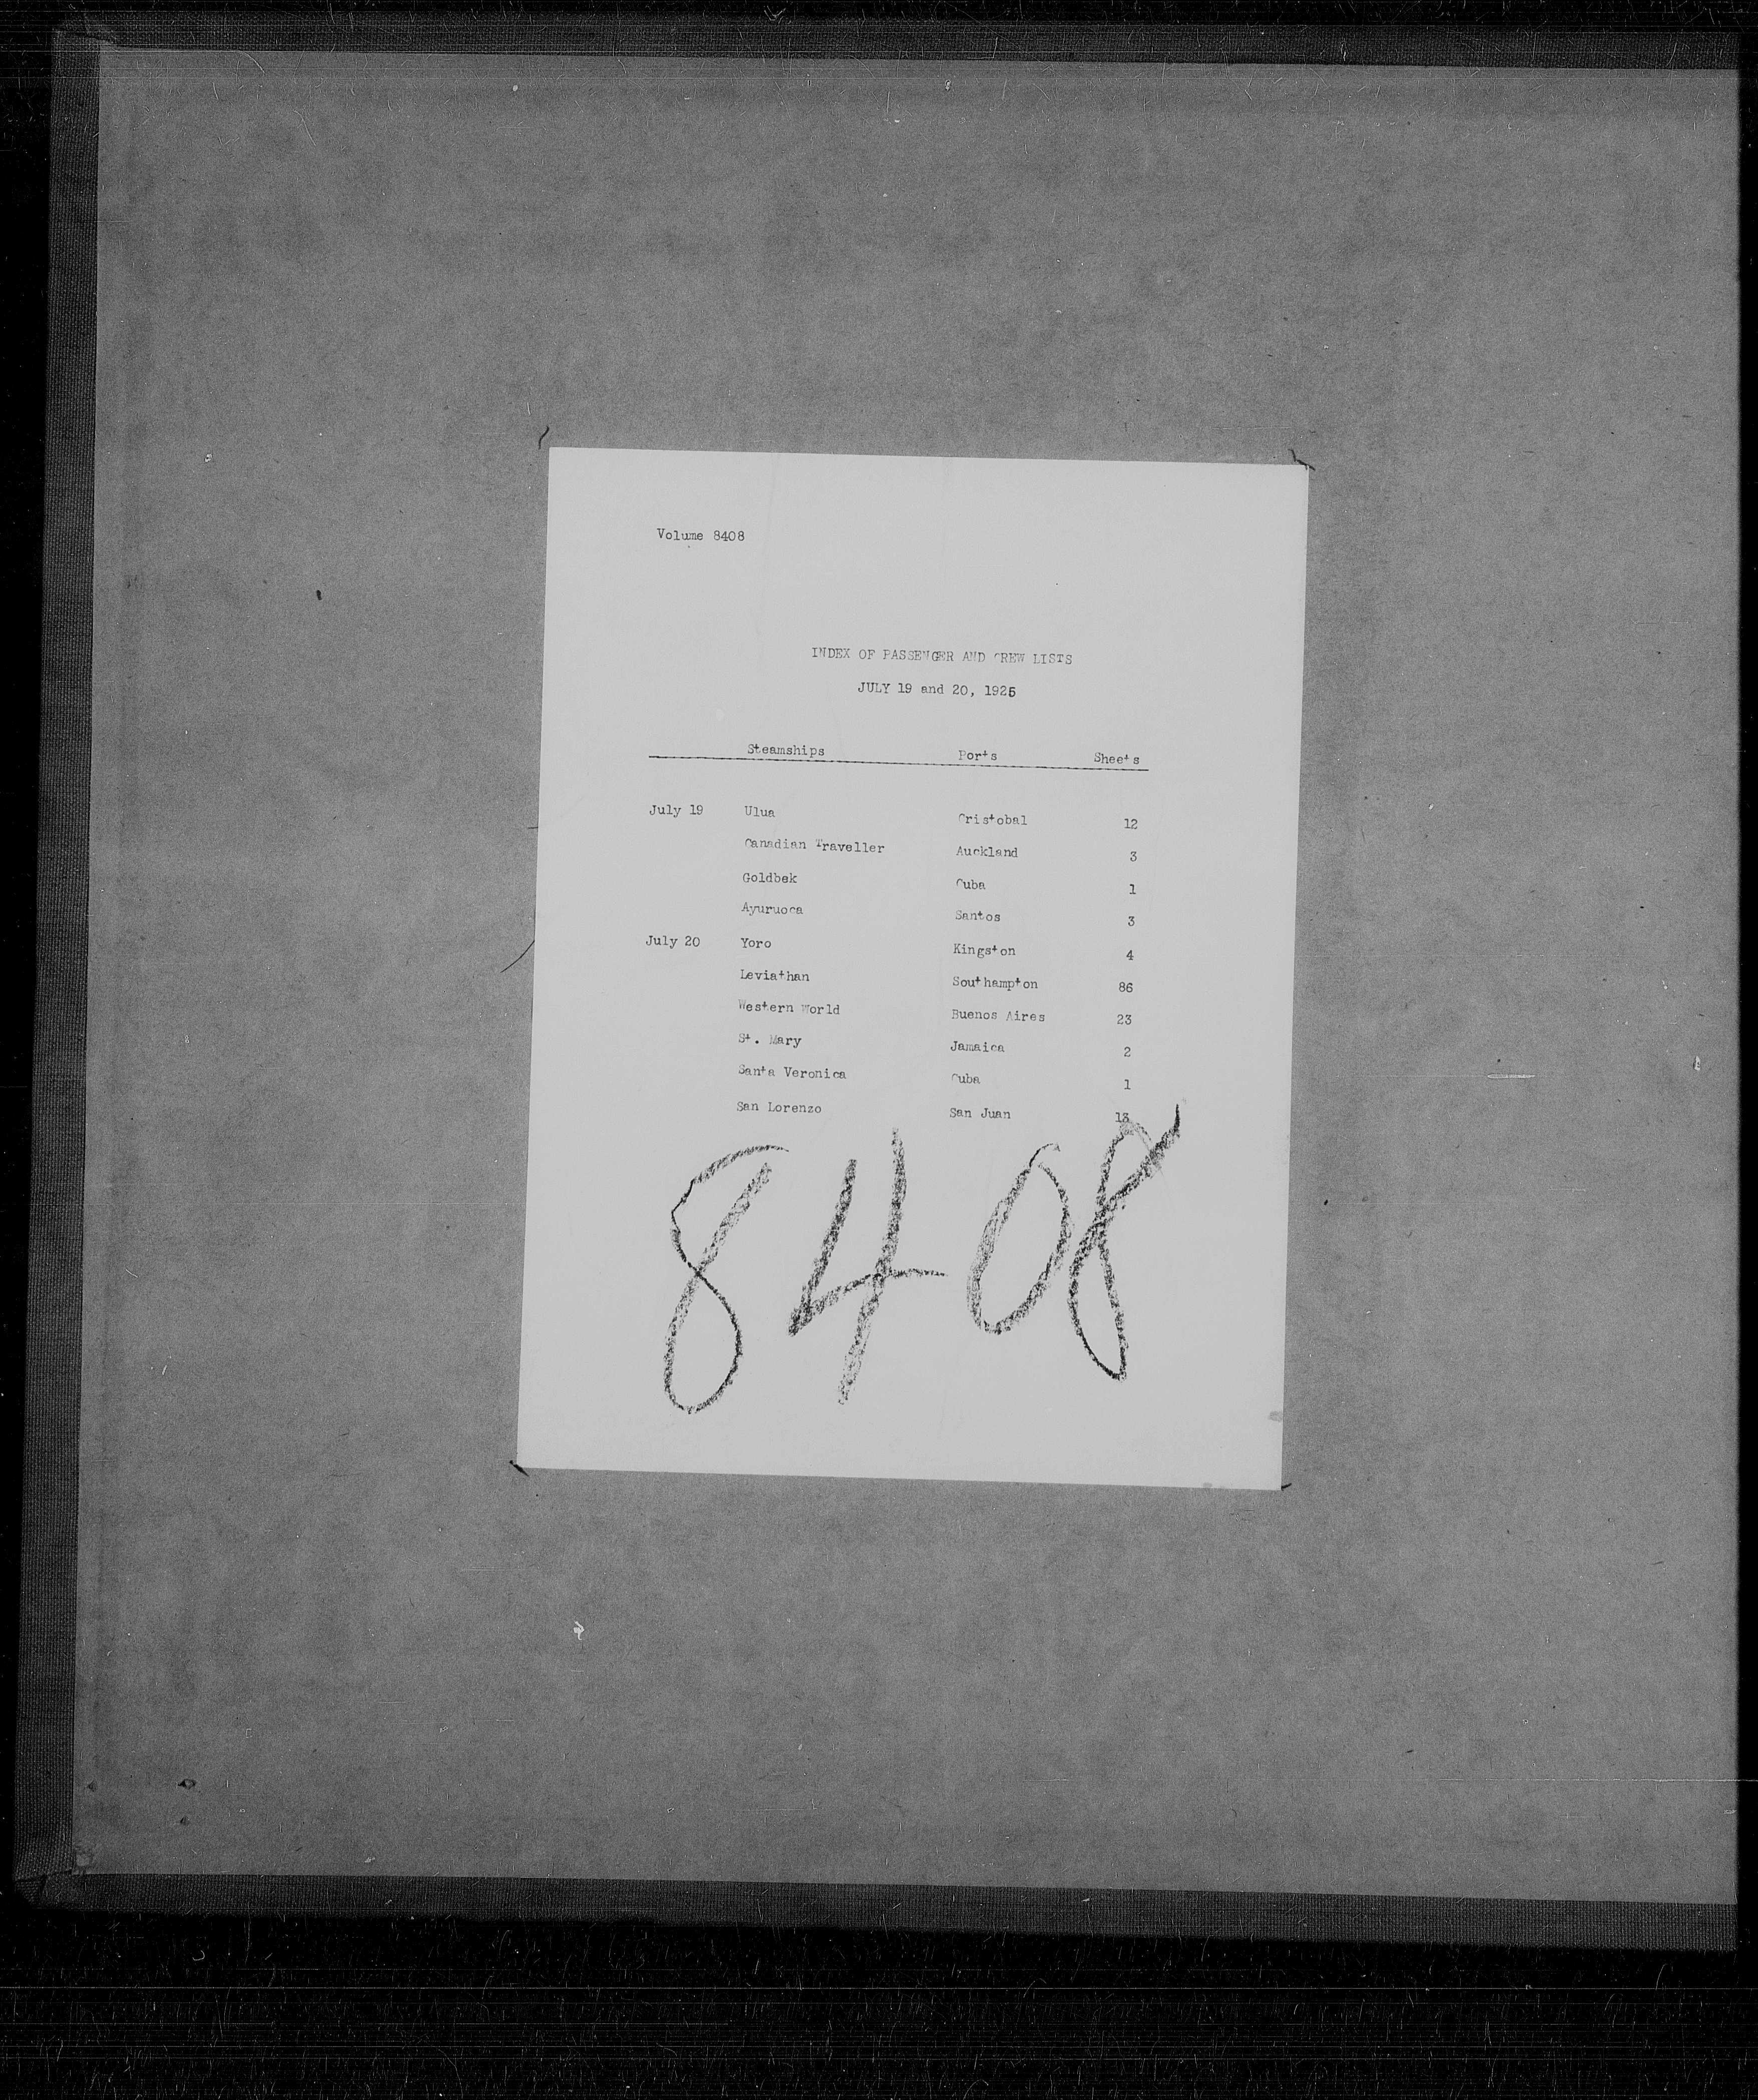 Volume 8408
INDEX OF PASSENGER AND CREW LISTS
JULY 19 and 20, 1926
Steamships Ports Sheets
July 19 Ulua Cristobal 12
Canadian Traveller Auckland 3
Goldbek Cuba 1
Ayuruoca Santos 3
July 20 Yoro Kingston 4
Leviathan Southampton 86
Western World Buenos Aires 23
St. Mary Jamaica 2
Santa Veronica Cuba 1
San Lorenzo San Juan 13
8408